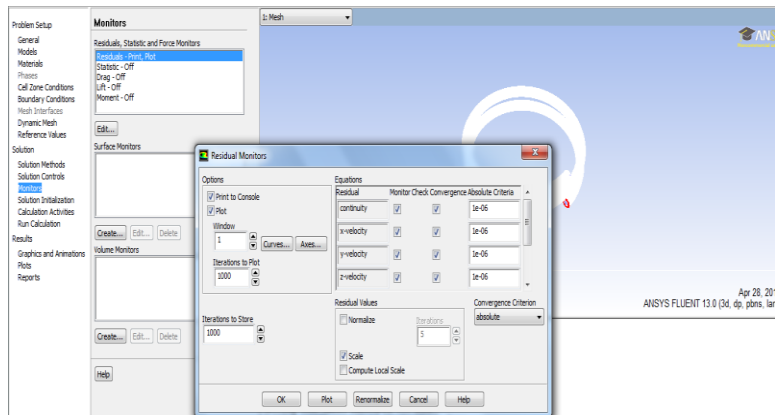 Problem Setup
General
Models
Materials
Phases
Cell Zone Conditions
Boundary Conditions
Mesh Interfaces
Dynamic Mesh
Reference Values
Solution
Solution Methods
Solution Controls
Monitors
Solution Initialization
Calculation Activities
Run Calculation
Results
Graphics and Animations
Plots
Reports
Monitors
Residuals, Statistic and Force Monitors
Residuals - Print, Plot
Statistic - Off
Drag - Off
Lift - Off
Moment - Off
Edit...
Surface Monitors
Create... Edit... Delete
Volume Monitors
Create... Edit... Delete
Help
1: Mesh
Residual Monitors
Options
Print to Console
Plot
Window
1
Curves... Axes...
Iterations to Plot
1000
Iterations to Store
1000
Equations
Residual Monitor Check Convergence Absolute Criteria
continuity 1e-06
x-velocity 1e-06
y-velocity 1e-06
z-velocity 1e-06
Residual Values
Normalize
Iterations
5
Scale
Compute Local Scale
Convergence Criterion
absolute
OK Plot Renormalize Cancel Help
Apr 28, 201
ANSYS FLUENT 13.0 (3d, dp, pbns, lam